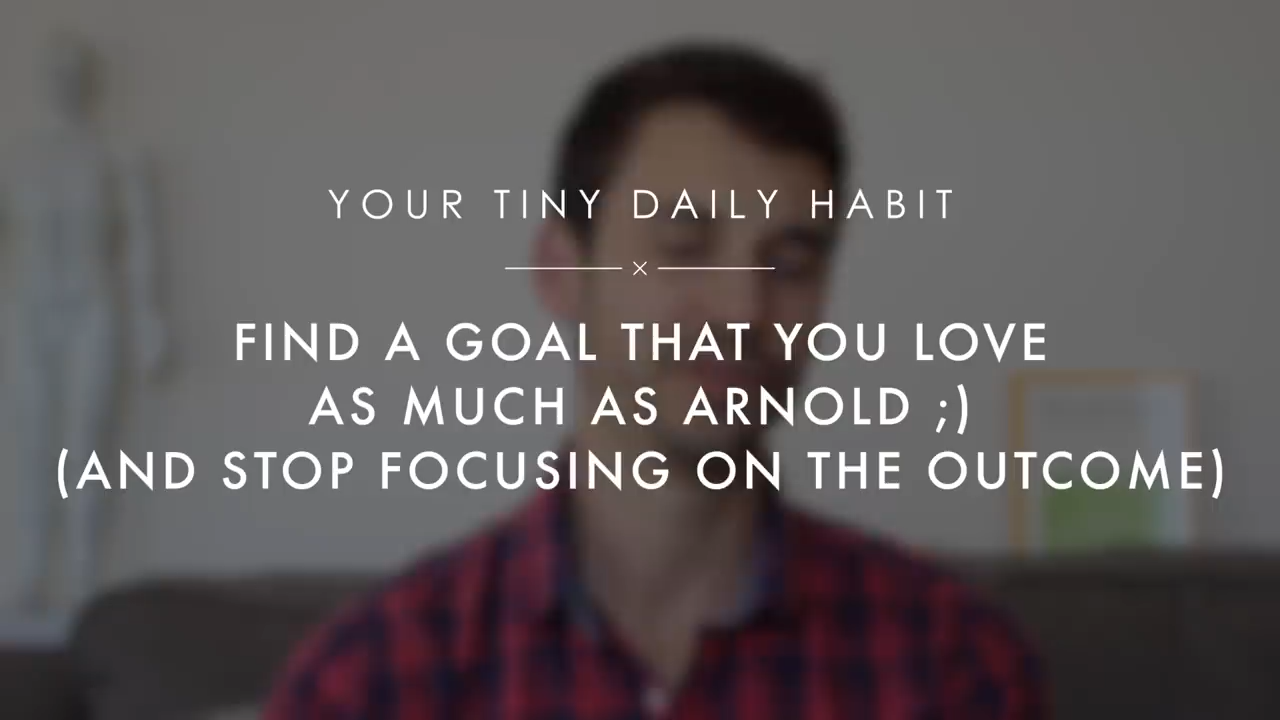 YOUR TINY DAILY HABIT
FIND A GOAL THAT YOU LOVE
AS MUCH AS ARNOLD ;)
(AND STOP FOCUSING ON THE OUTCOME)